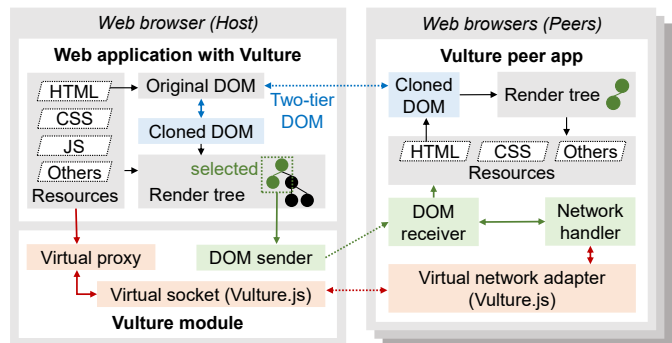 Web browser (Host)
Web application with Vulture
HTML
CSS
JS
Others
Resources
Original DOM
Cloned DOM
Two-tier
DOM
selected
Render tree
Virtual proxy
DOM sender
Virtual socket (Vulture.js)
Vulture module
Web browsers (Peers)
Vulture peer app
Cloned
DOM
Render tree
HTML
CSS
Others
Resources
DOM
receiver
Network
handler
Virtual network adapter
(Vulture.js)